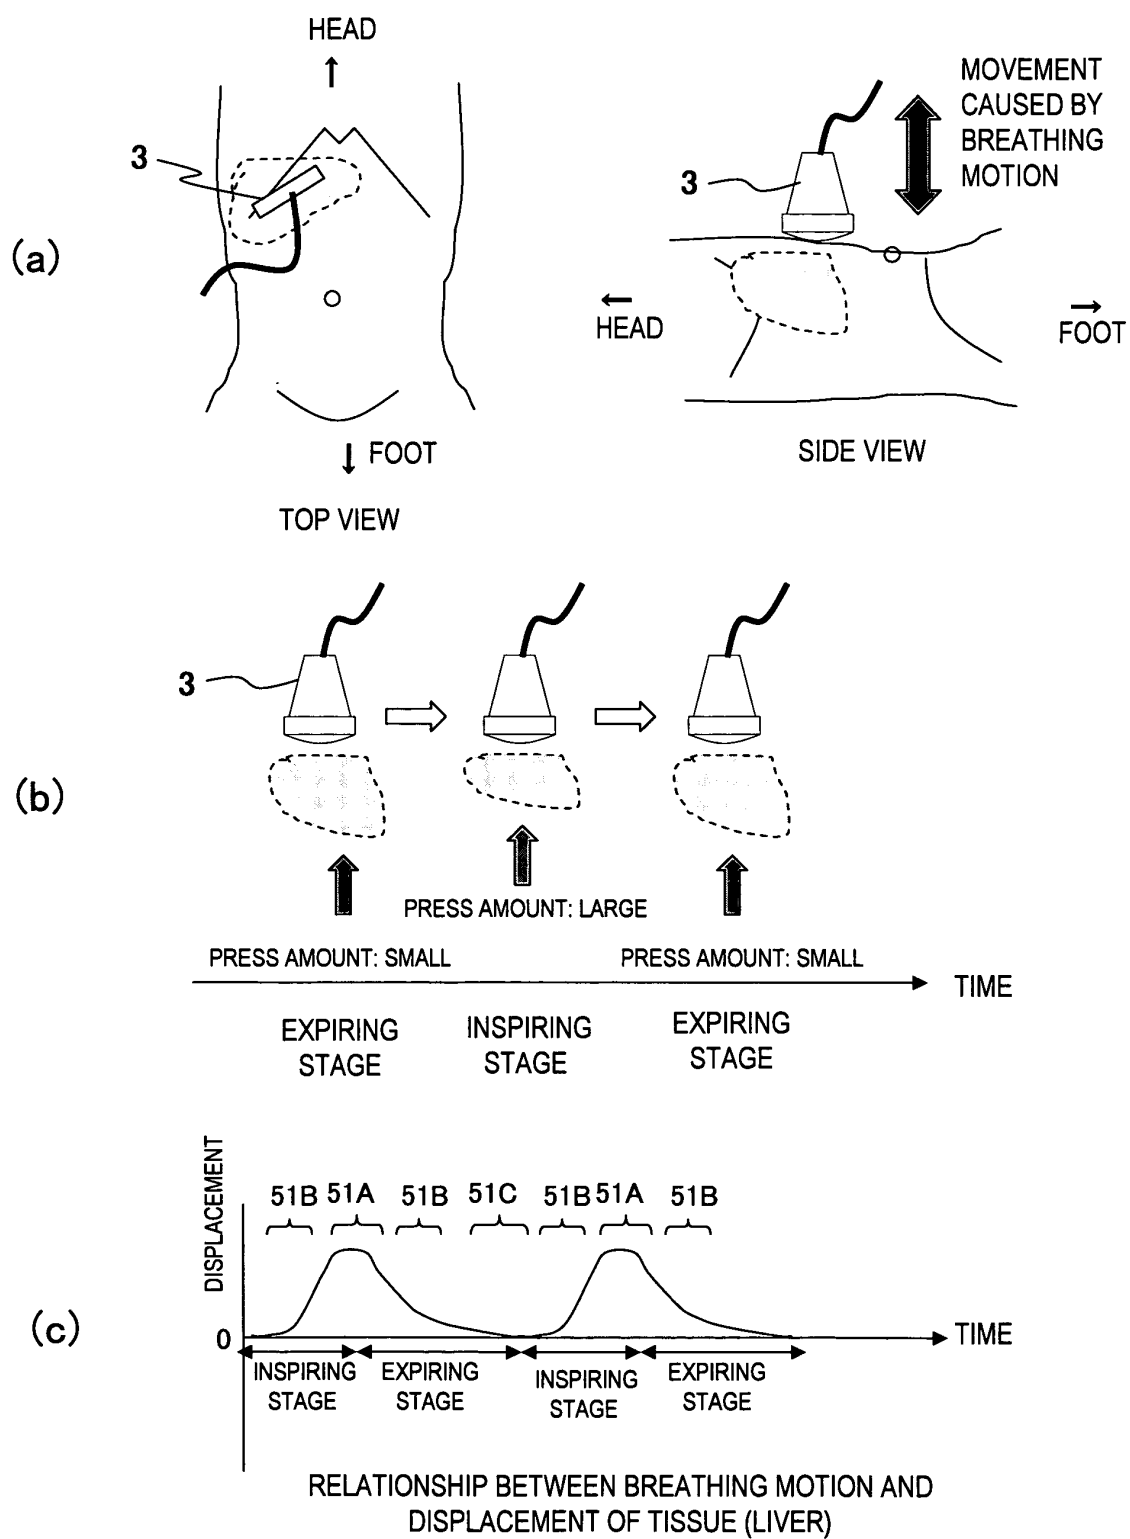 HEAD
3
(a)
FOOT
TOP VIEW
MOVEMENT
CAUSED BY
BREATHING
MOTION
3
HEAD
FOOT
SIDE VIEW
(b)
3
PRESS AMOUNT: LARGE
PRESS AMOUNT: SMALL
PRESS AMOUNT: SMALL
TIME
EXPIRING
STAGE
INSPIRING
STAGE
EXPIRING
STAGE
(c)
DISPLACEMENT
51B 51A 51B 51C 51B 51A 51B
0
TIME
INSPIRING
STAGE
EXPIRING
STAGE
INSPIRING
STAGE
EXPIRING
STAGE
RELATIONSHIP BETWEEN BREATHING MOTION AND
DISPLACEMENT OF TISSUE (LIVER)